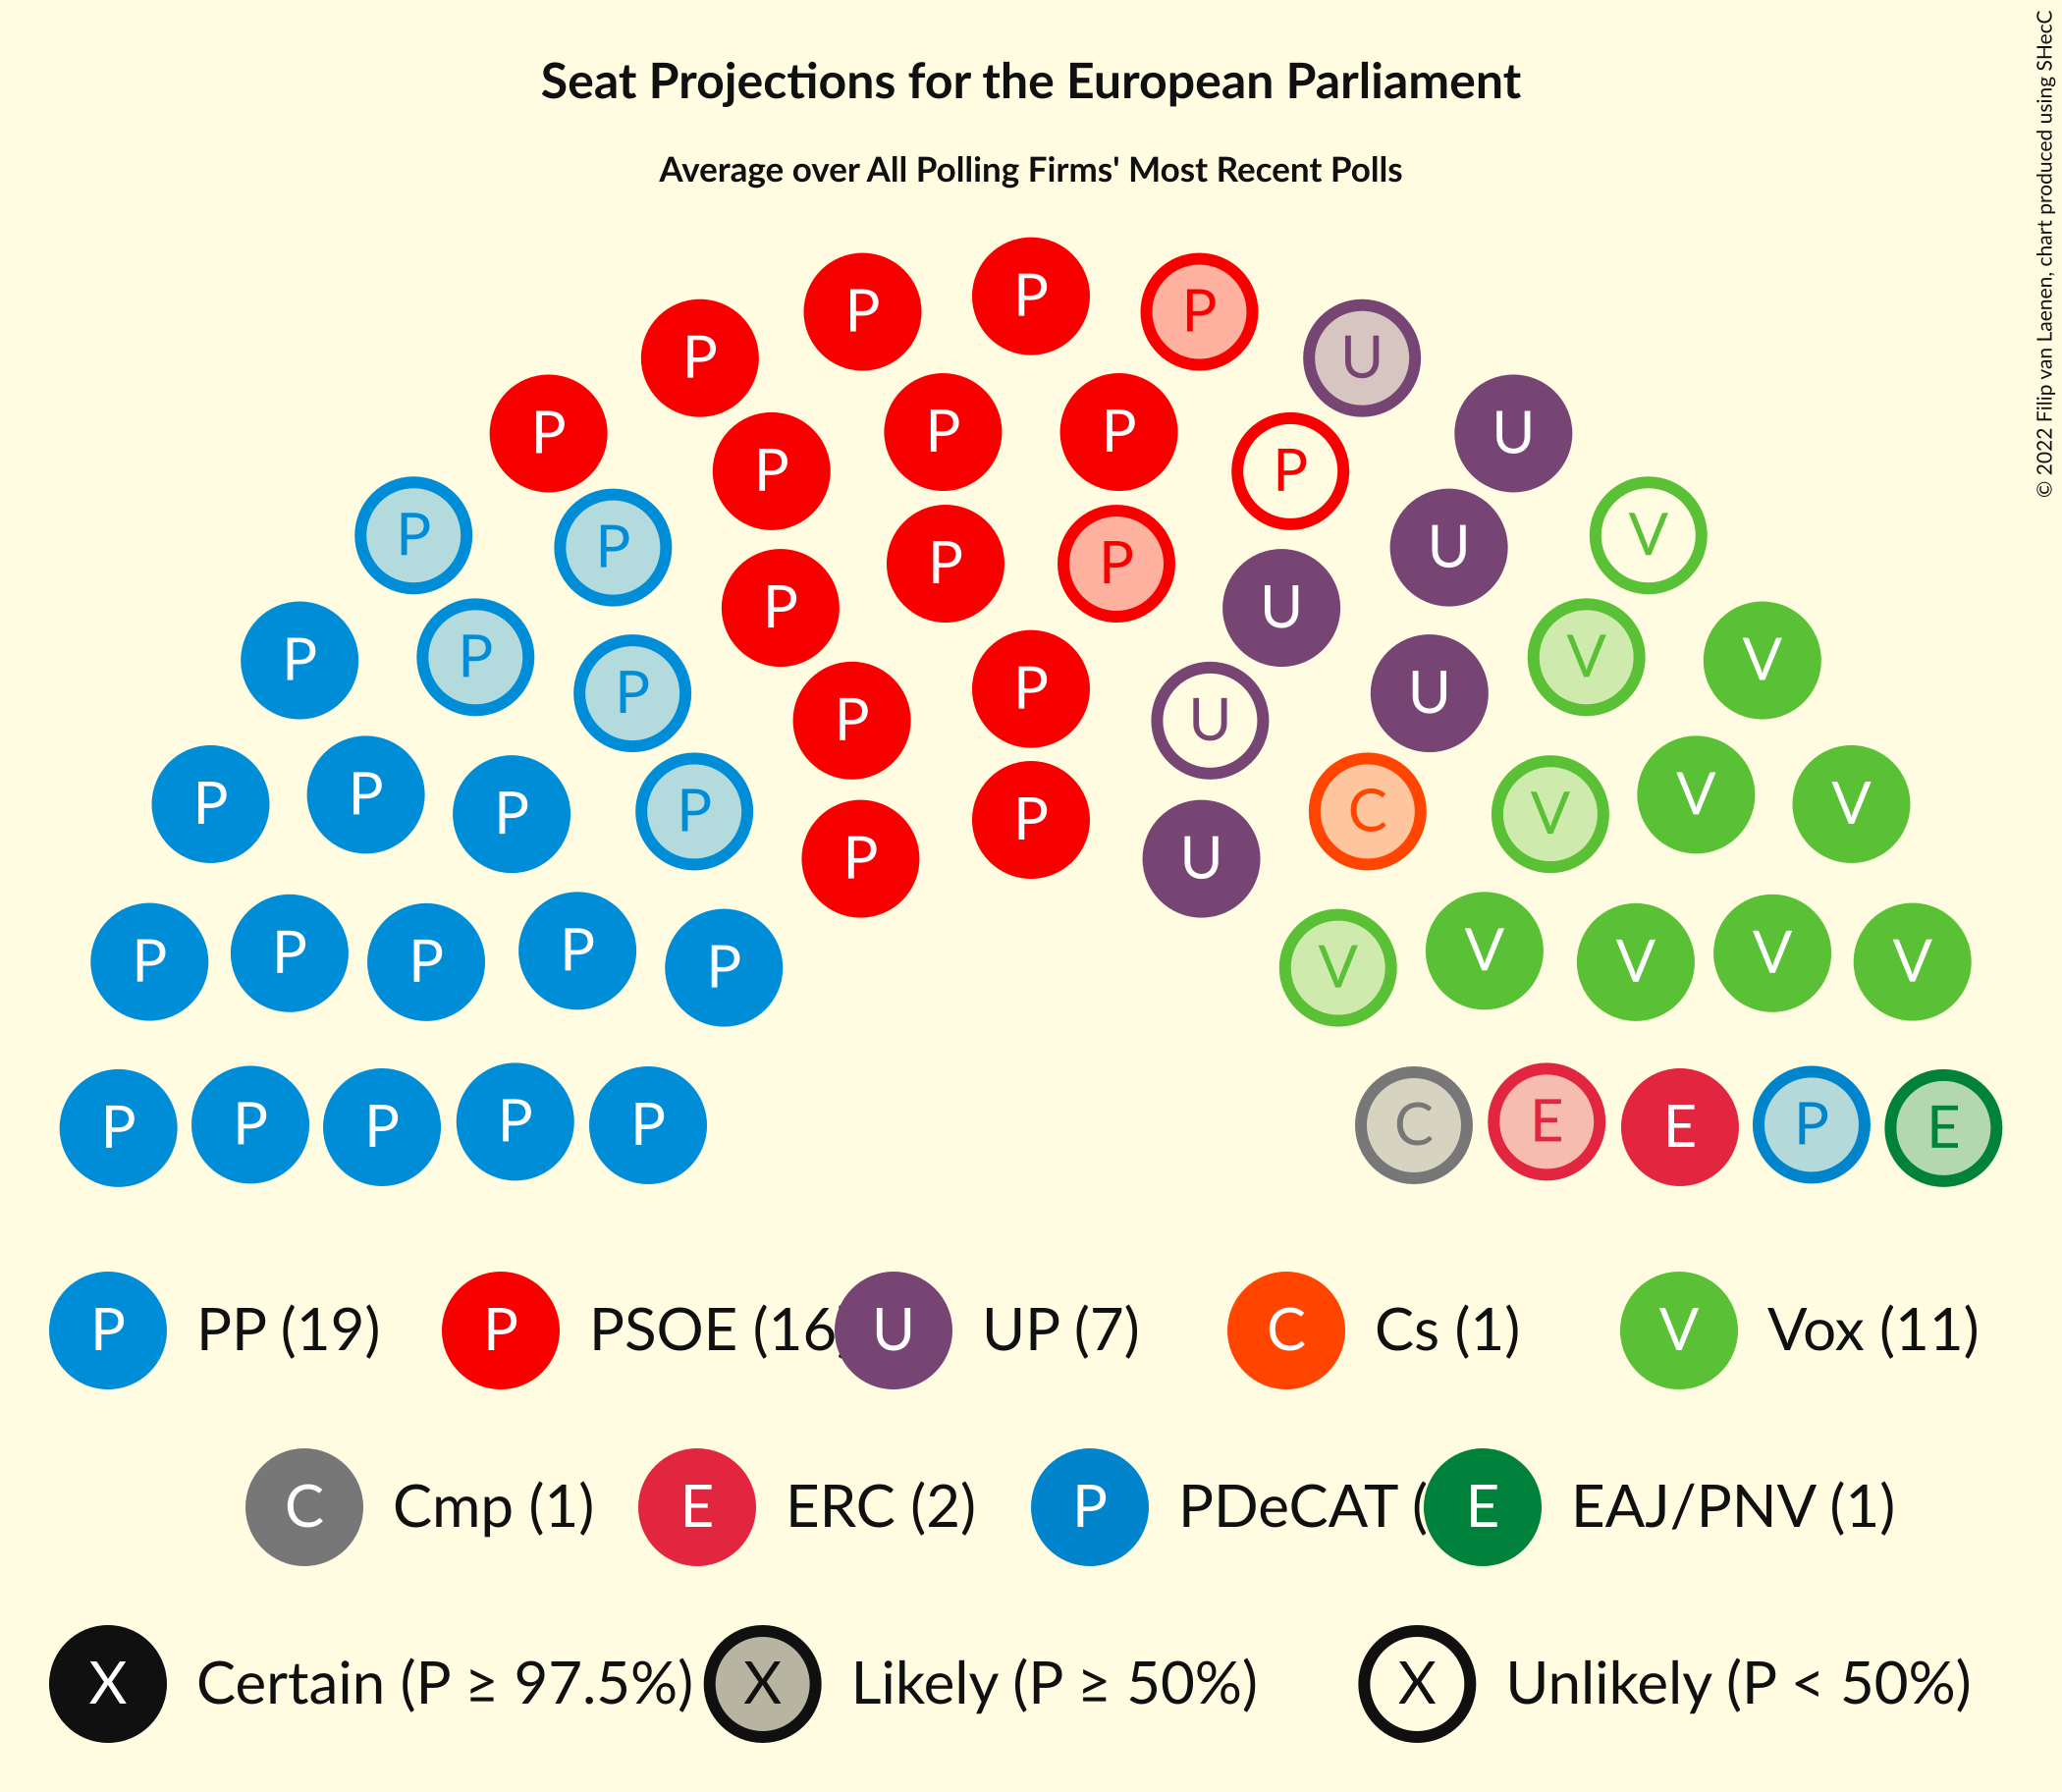 Seat Projections for the European Parliament
Average over All Polling Firms' Most Recent Polls
© 2022 Filip van Laenen, chart produced using SHecC
P
P P
P U
P U
P P
P P
P U
P P
P U
P V
P P
P U
P V
P V
P U
P P
P U
P C
P P P V V V
P P U
P P P P P V V V V V
P P P P P C E E P E
P PP (19) P PSOE (16 U UP (7) C Cs (1) V Vox (11)
C Cmp (1) E ERC (2) P PDeCAT ( E EAJ/PNV (1)
X Certain (P ≥ 97.5%) X Likely (P ≥ 50%) X Unlikely (P < 50%)